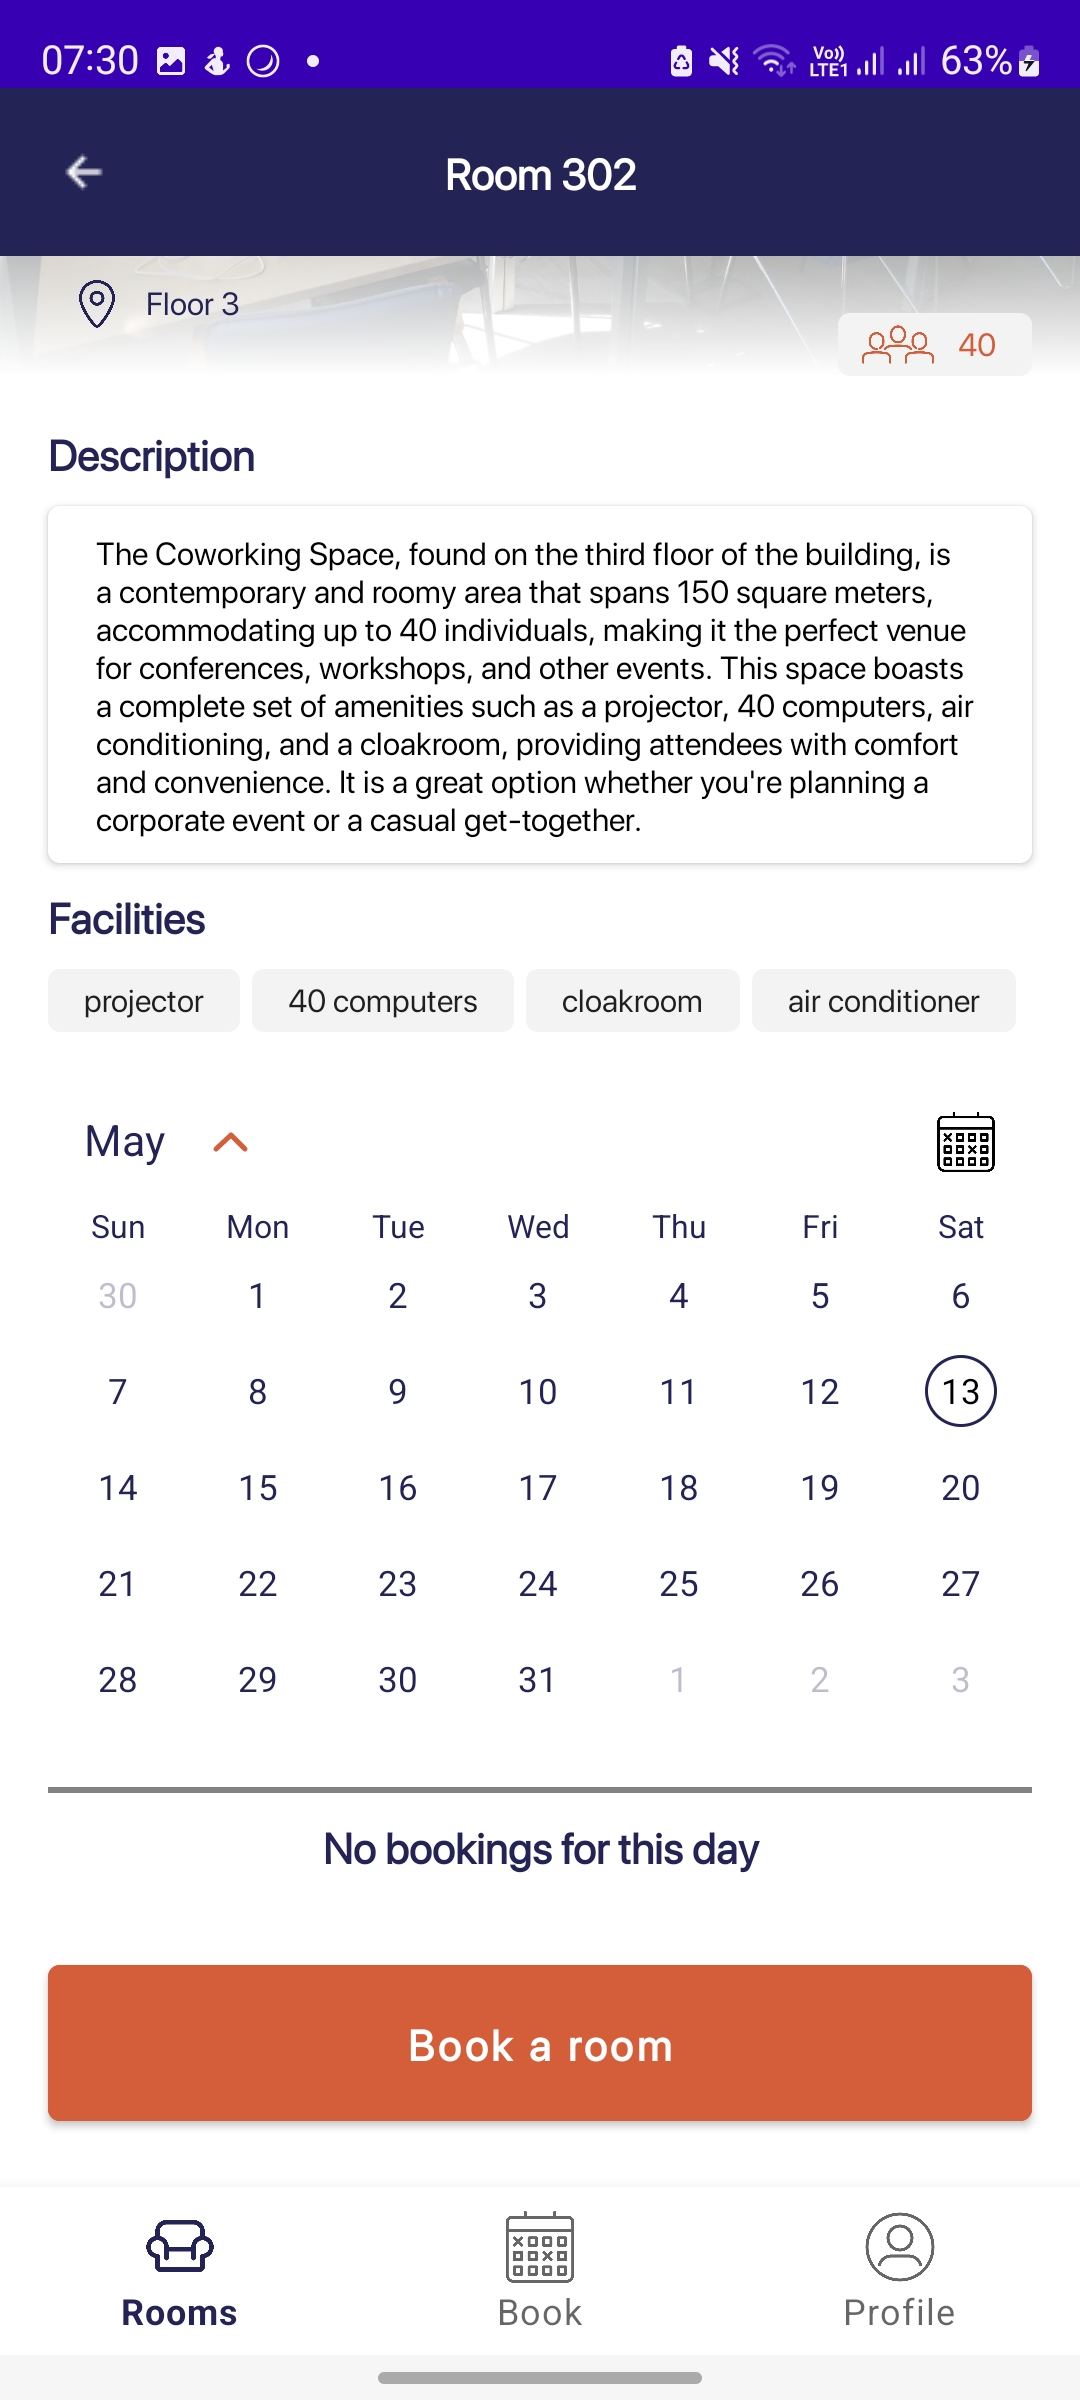 07:30
Vo))
LTE1
63%
Room 302
Floor 3
40
Description
The Coworking Space, found on the third floor of the building, is
a contemporary and roomy area that spans 150 square meters,
accommodating up to 40 individuals, making it the perfect venue
for conferences, workshops, and other events. This space boasts
a complete set of amenities such as a projector, 40 computers, air
conditioning, and a cloakroom, providing attendees with comfort
and convenience. It is a great option whether you're planning a
corporate event or a casual get-together.
Facilities
projector 40 computers cloakroom air conditioner
May
Sun Mon Tue Wed Thu Fri Sat
30 1 2 3 4 5 6
7 8 9 10 11 12 13
14 15 16 17 18 19 20
21 22 23 24 25 26 27
28 29 30 31 1 2 3
No bookings for this day
Book a room
Rooms Book Profile